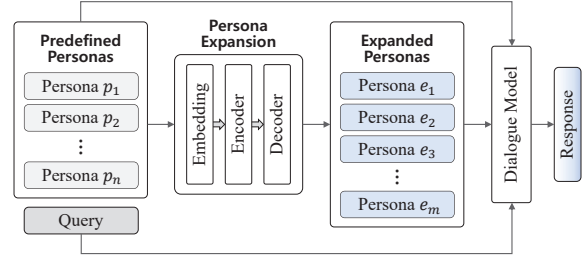 Predefined
Personas
Persona p₁
Persona p₂
⋮
Persona pₙ
Query
Persona
Expansion
Embedding
Encoder
Decoder
Expanded
Personas
Persona e₁
Persona e₂
Persona e₃
⋮
Persona eₘ
Dialogue Model
Response